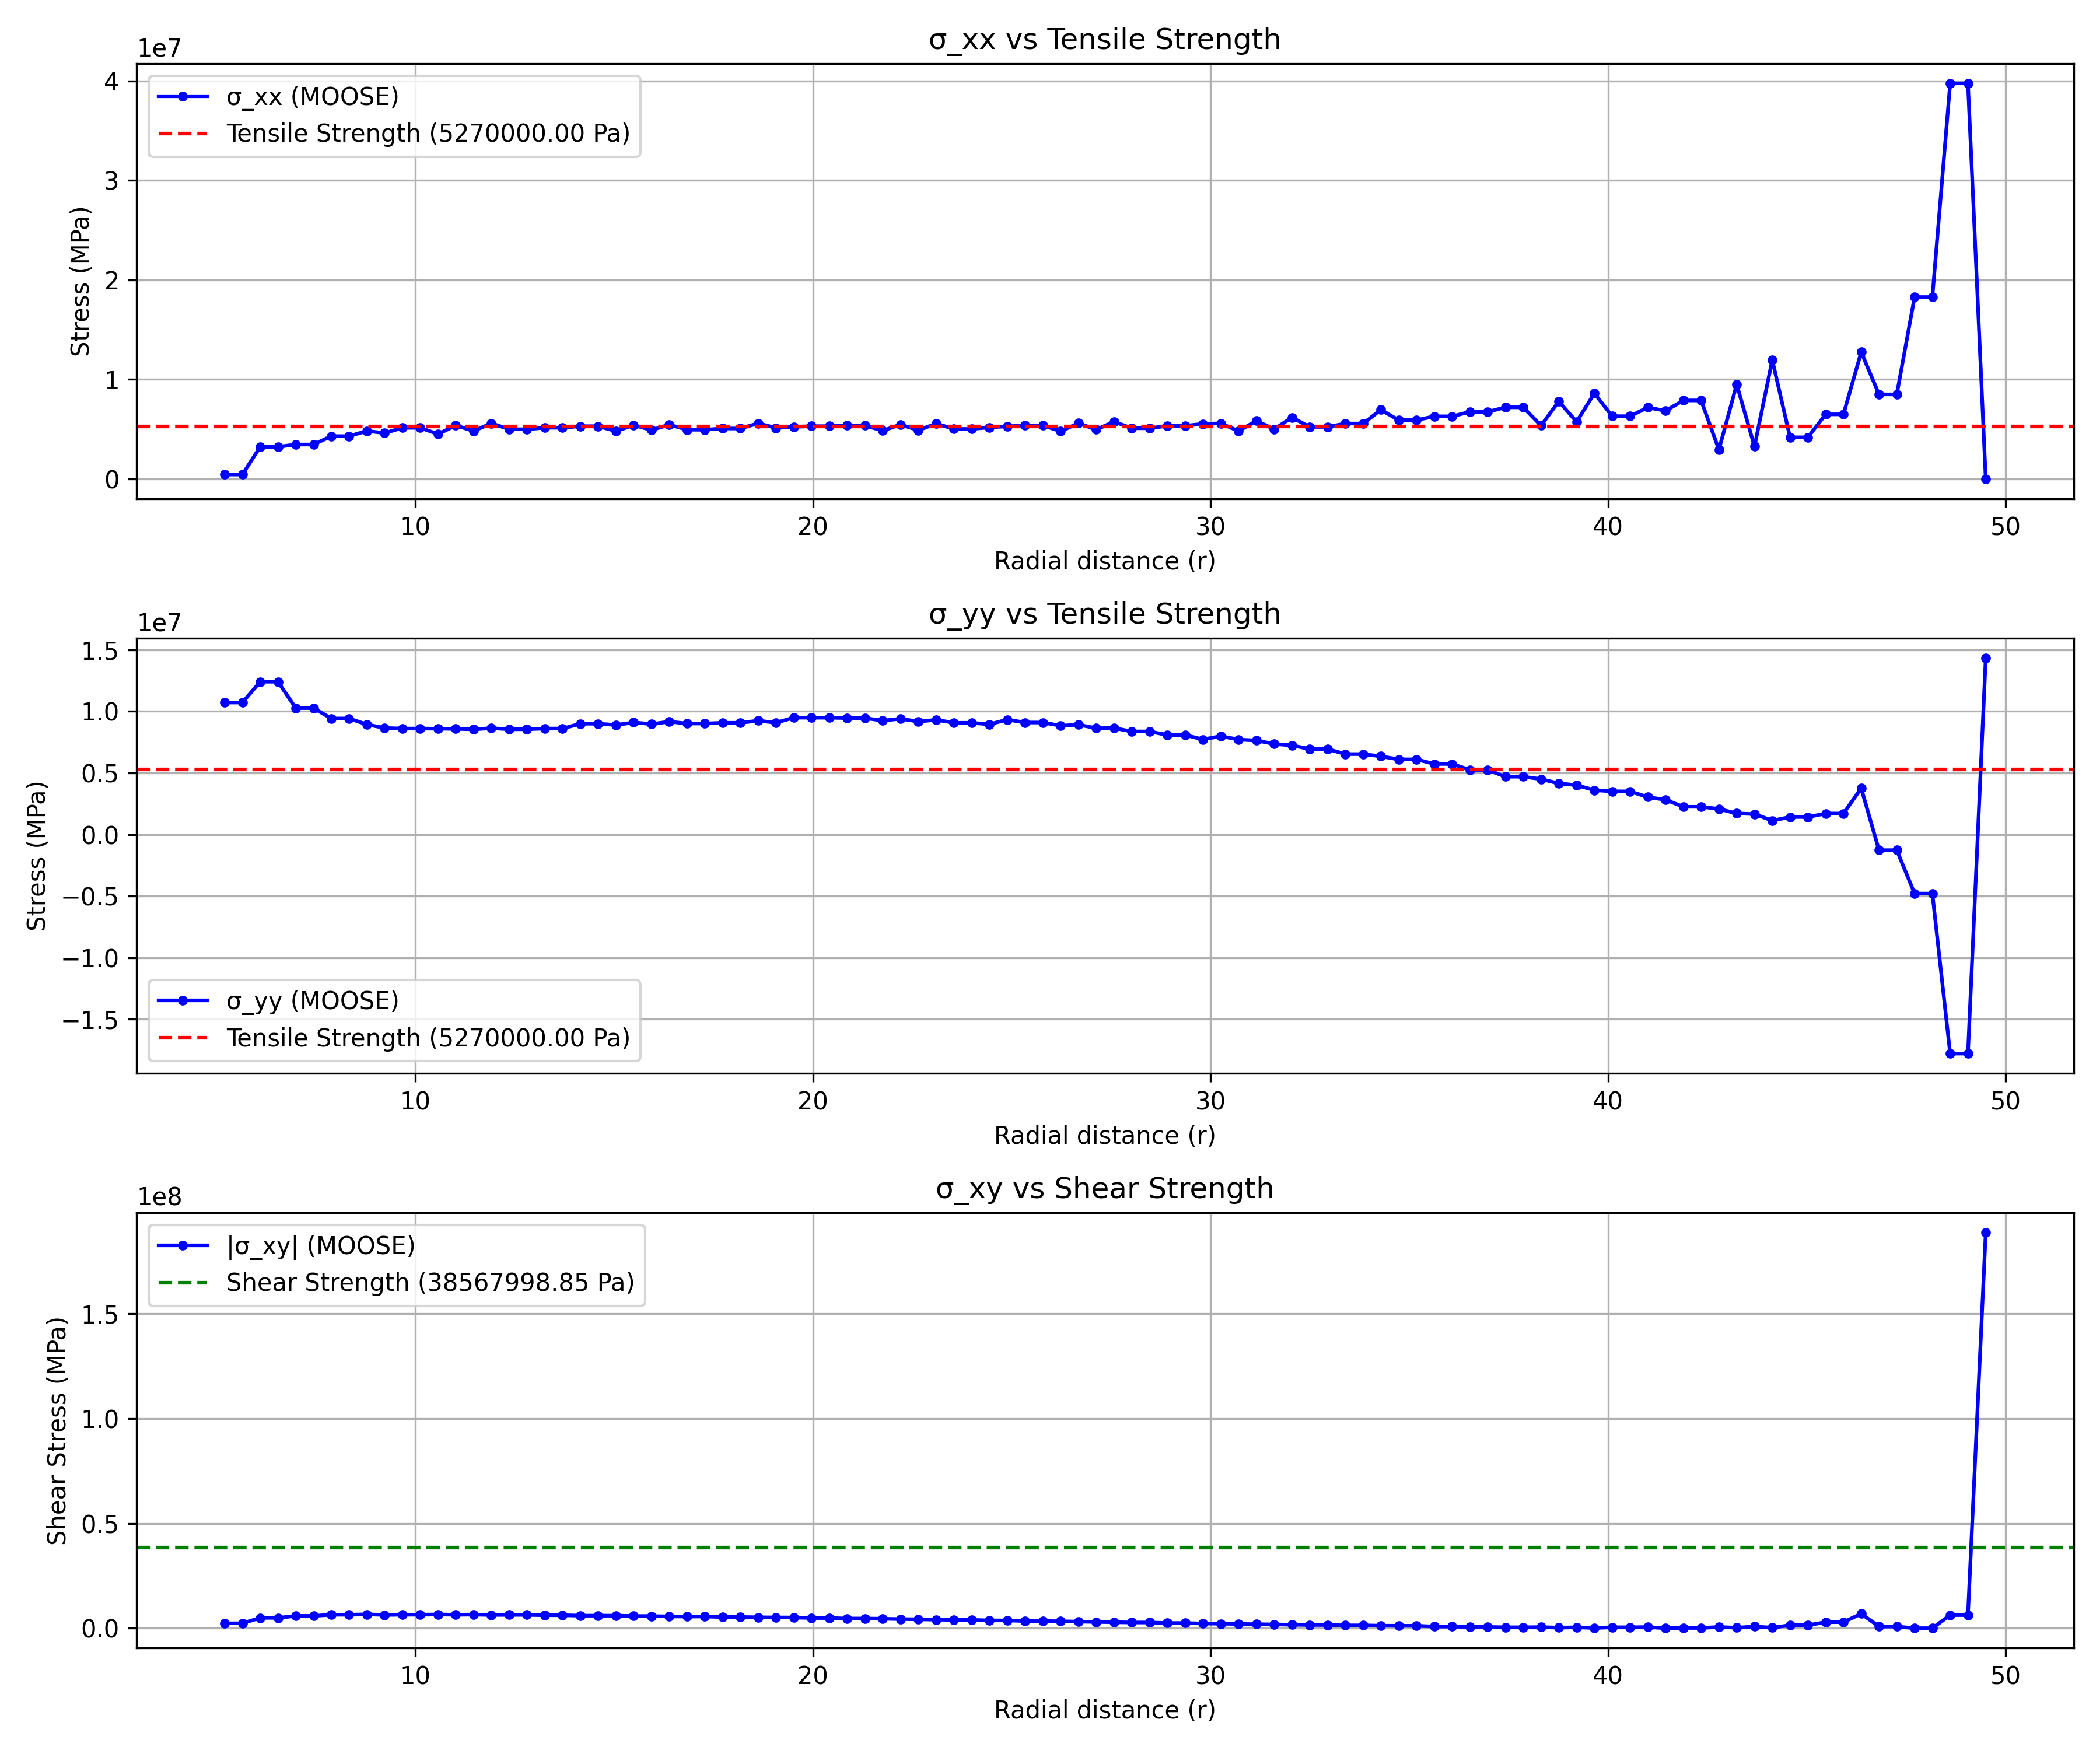 σ_xx vs Tensile Strength
1e7
σ_xx (MOOSE)
Tensile Strength (5270000.00 Pa)
Stress (MPa)
4
3
2
1
0
10 20 30 40 50
Radial distance (r)
σ_yy vs Tensile Strength
1e7
1.5
1.0
0.5
0.0
−0.5
−1.0
−1.5
Stress (MPa)
σ_yy (MOOSE)
Tensile Strength (5270000.00 Pa)
10 20 30 40 50
Radial distance (r)
σ_xy vs Shear Strength
1e8
|σ_xy| (MOOSE)
Shear Strength (38567998.85 Pa)
Shear Stress (MPa)
1.5
1.0
0.5
0.0
10 20 30 40 50
Radial distance (r)